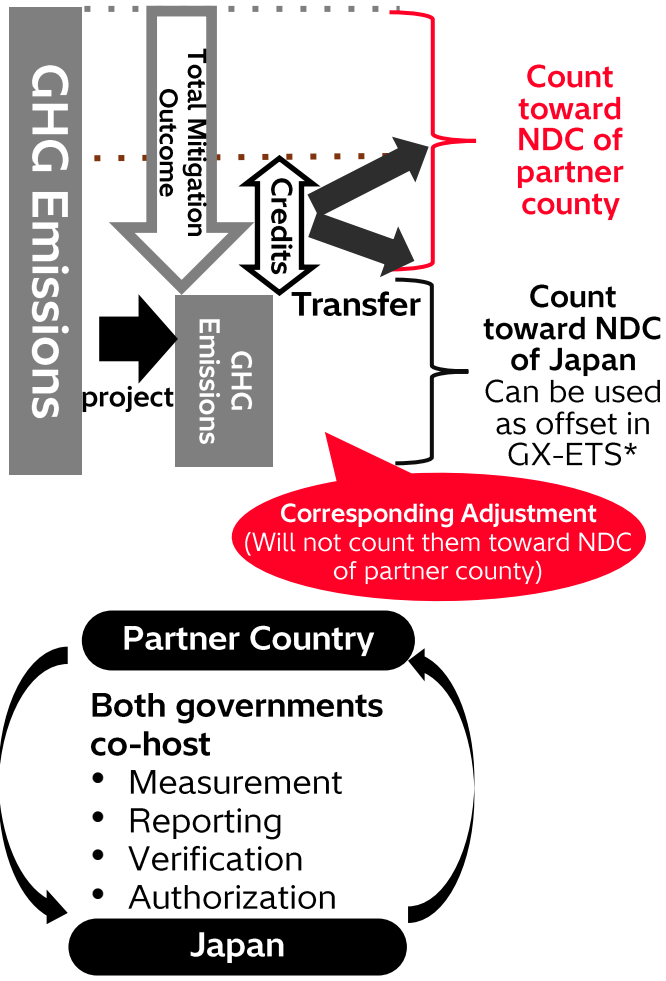 GHG Emissions
Total Mitigation
Outcome
Credits
Count
toward
NDC of
partner
county
Transfer
GHG
Emissions
project
Count
toward NDC
of Japan
Can be used
as offset in
GX-ETS*
Corresponding Adjustment
(Will not count them toward NDC
of partner county)
Partner Country
Both governments
co-host
• Measurement
• Reporting
• Verification
• Authorization
Japan